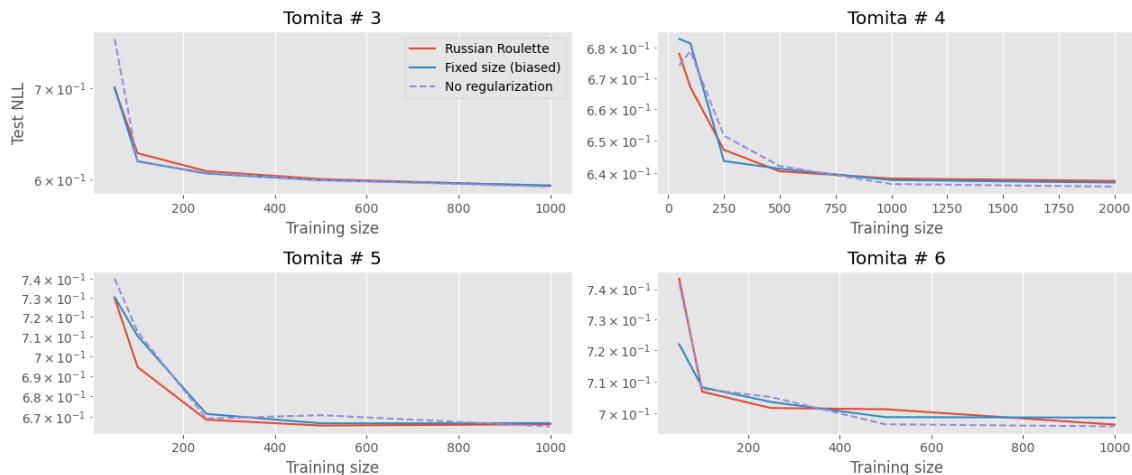 Tomita # 3
Test NLL
7 × 10⁻¹
6 × 10⁻¹
Russian Roulette
Fixed size (biased)
No regularization
200 400 600 800 1000
Training size
Tomita # 4
6.8 × 10⁻¹
6.7 × 10⁻¹
6.6 × 10⁻¹
6.5 × 10⁻¹
6.4 × 10⁻¹
0 250 500 750 1000 1250 1500 1750 2000
Training size
Tomita # 5
7.4 × 10⁻¹
7.3 × 10⁻¹
7.2 × 10⁻¹
7.1 × 10⁻¹
7 × 10⁻¹
6.9 × 10⁻¹
6.8 × 10⁻¹
6.7 × 10⁻¹
200 400 600 800 1000
Training size
Tomita # 6
7.4 × 10⁻¹
7.3 × 10⁻¹
7.2 × 10⁻¹
7.1 × 10⁻¹
7 × 10⁻¹
200 400 600 800 1000
Training size